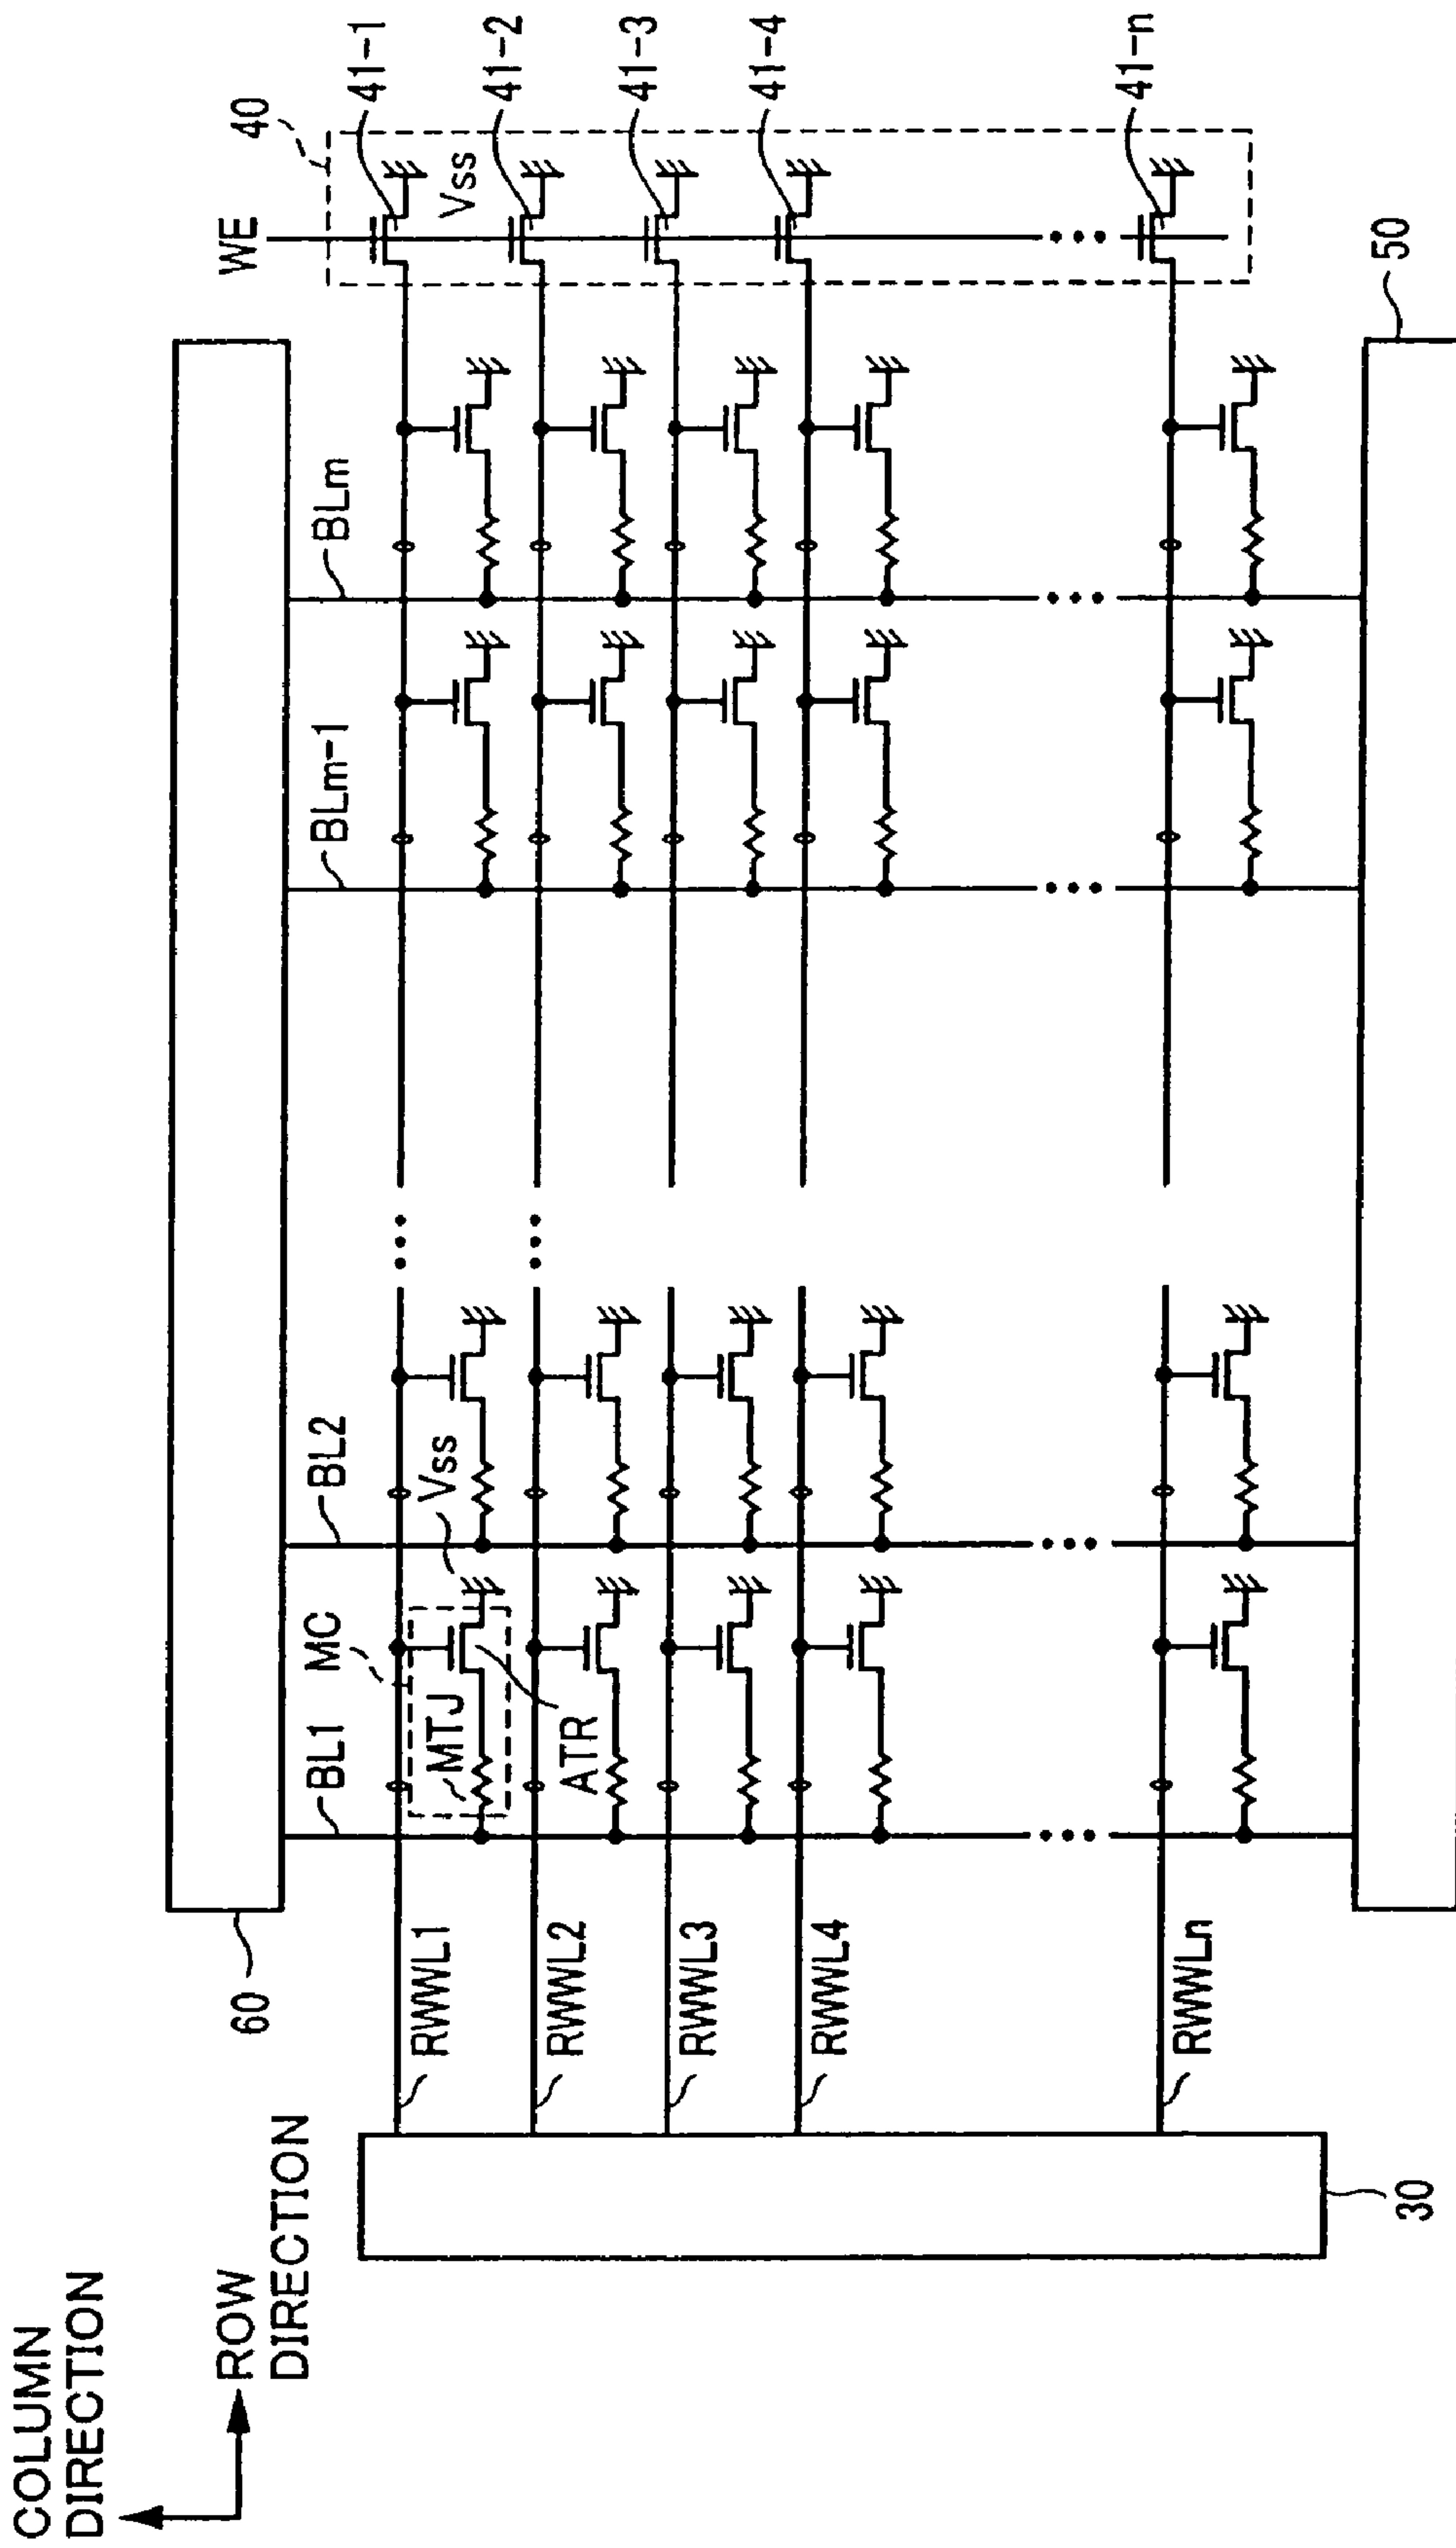 COLUMN
DIRECTION
ROW
DIRECTION
60
BL1
MC
BL2
BLm-1
BLm
WE
40
41-1
41-2
41-3
41-4
41-n
Vss
Vss
MTJ
ATR
RWWL1
RWWL2
RWWL3
RWWL4
RWWLn
30
50